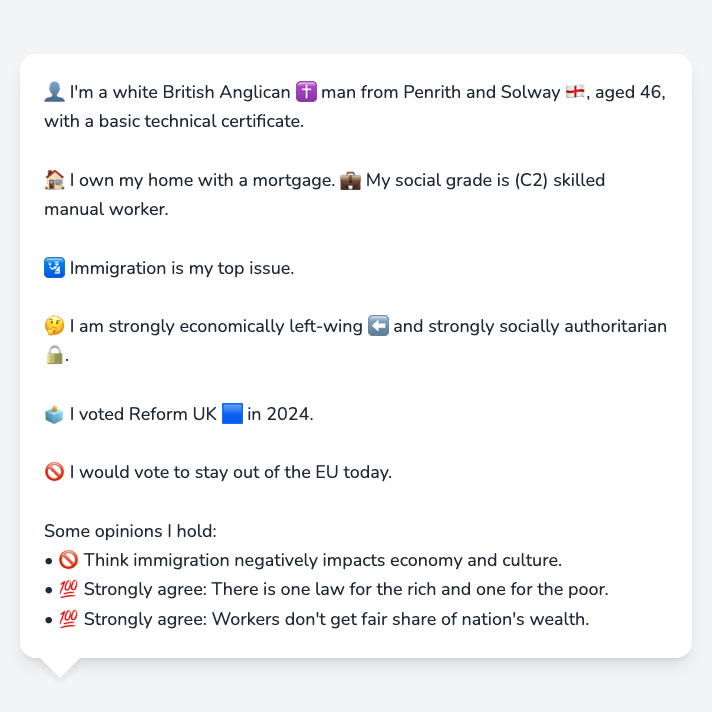 👤 I'm a white British Anglican ✝️ man from Penrith and Solway 🏴󠁧󠁢󠁥󠁮󠁧󠁿, aged 46,
with a basic technical certificate.
🏠 I own my home with a mortgage. 💼 My social grade is (C2) skilled
manual worker.
🛂 Immigration is my top issue.
🤔 I am strongly economically left-wing ⬅️ and strongly socially authoritarian
🔒.
🗳️ I voted Reform UK 🟦 in 2024.
🚫 I would vote to stay out of the EU today.
Some opinions I hold:
• 🚫 Think immigration negatively impacts economy and culture.
• 💯 Strongly agree: There is one law for the rich and one for the poor.
• 💯 Strongly agree: Workers don't get fair share of nation's wealth.